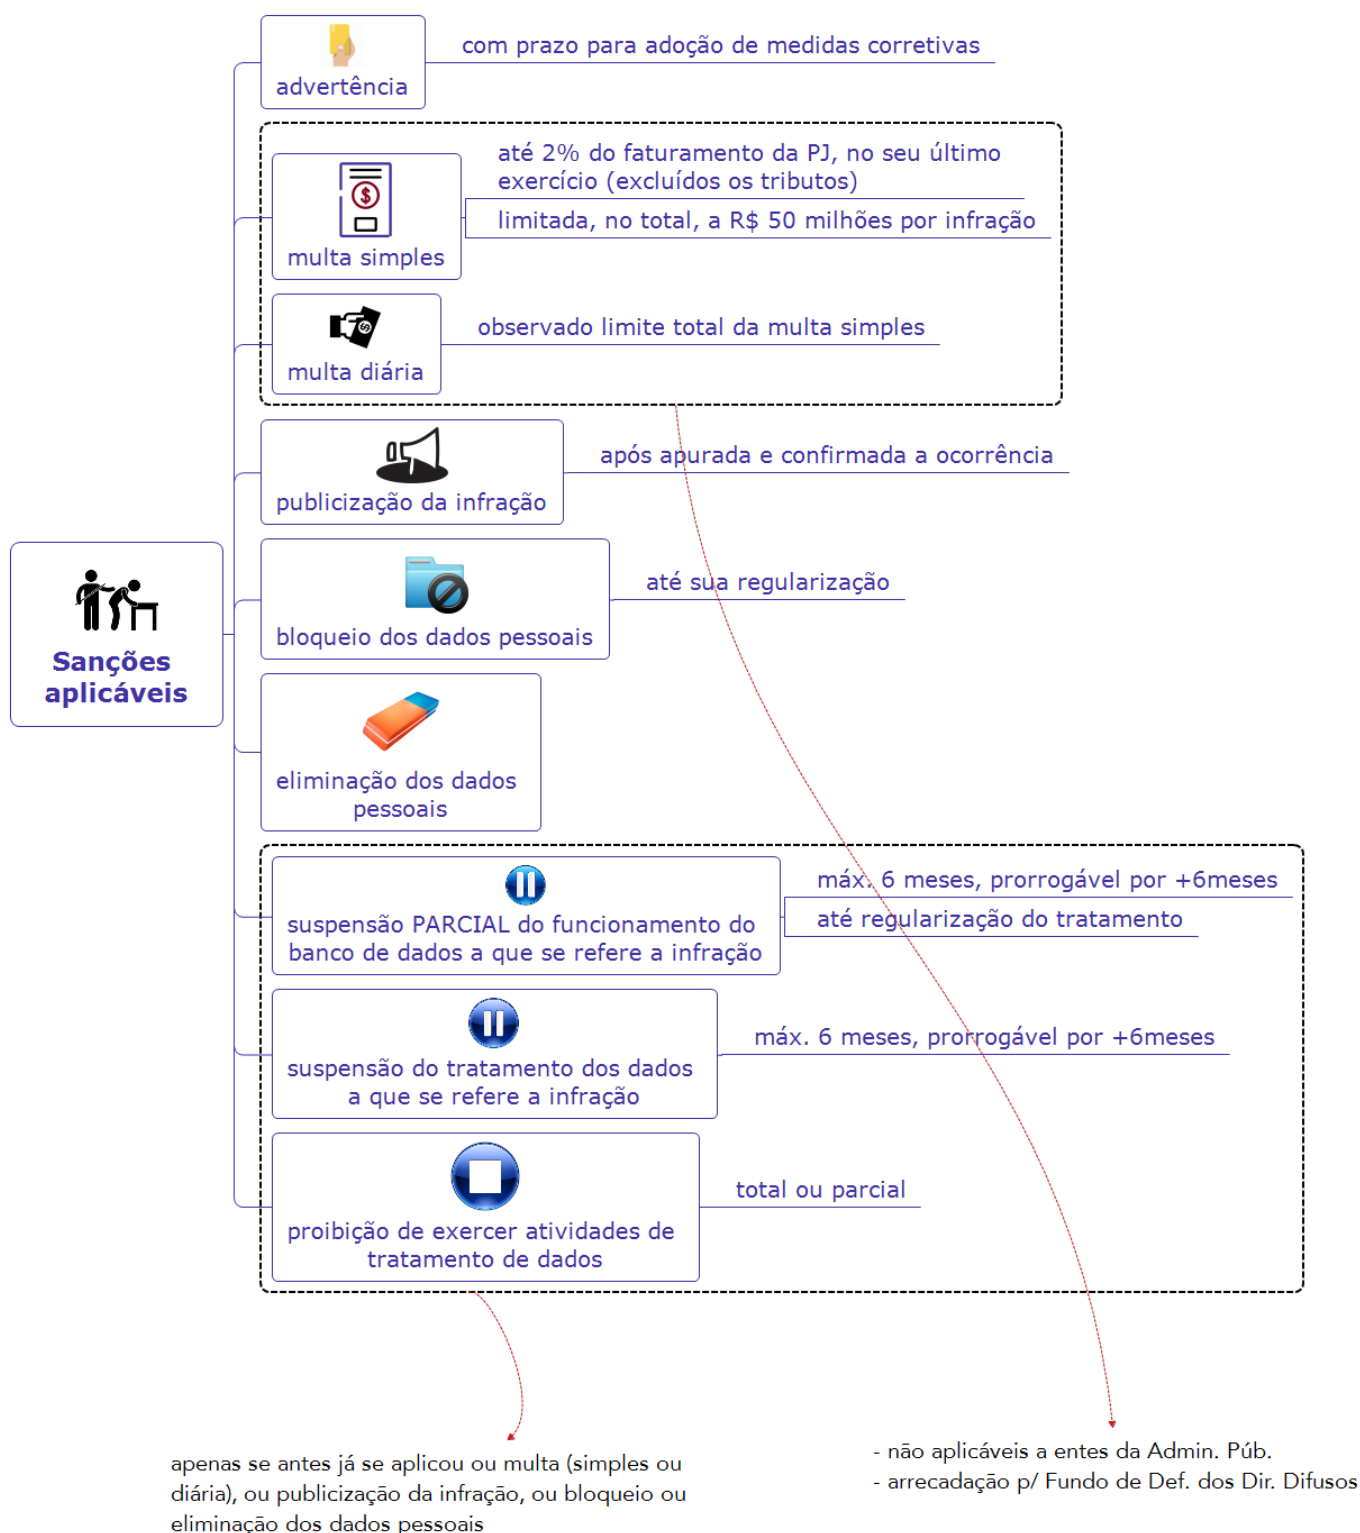 advertência
com prazo para adoção de medidas corretivas
multa simples
até 2% do faturamento da PJ, no seu último
exercício (excluídos os tributos)
limitada, no total, a R$ 50 milhões por infração
multa diária
observado limite total da multa simples
publicização da infração
após apurada e confirmada a ocorrência
Sanções
aplicáveis
bloqueio dos dados pessoais
até sua regularização
eliminação dos dados
pessoais
suspensão PARCIAL do funcionamento do
banco de dados a que se refere a infração
máx. 6 meses, prorrogável por +6meses
até regularização do tratamento
suspensão do tratamento dos dados
a que se refere a infração
máx. 6 meses, prorrogável por +6meses
proibição de exercer atividades de
tratamento de dados
total ou parcial
apenas se antes já se aplicou ou multa (simples ou
diária), ou publicização da infração, ou bloqueio ou
eliminação dos dados pessoais
- não aplicáveis a entes da Admin. Púb.
- arrecadação p/ Fundo de Def. dos Dir. Difusos